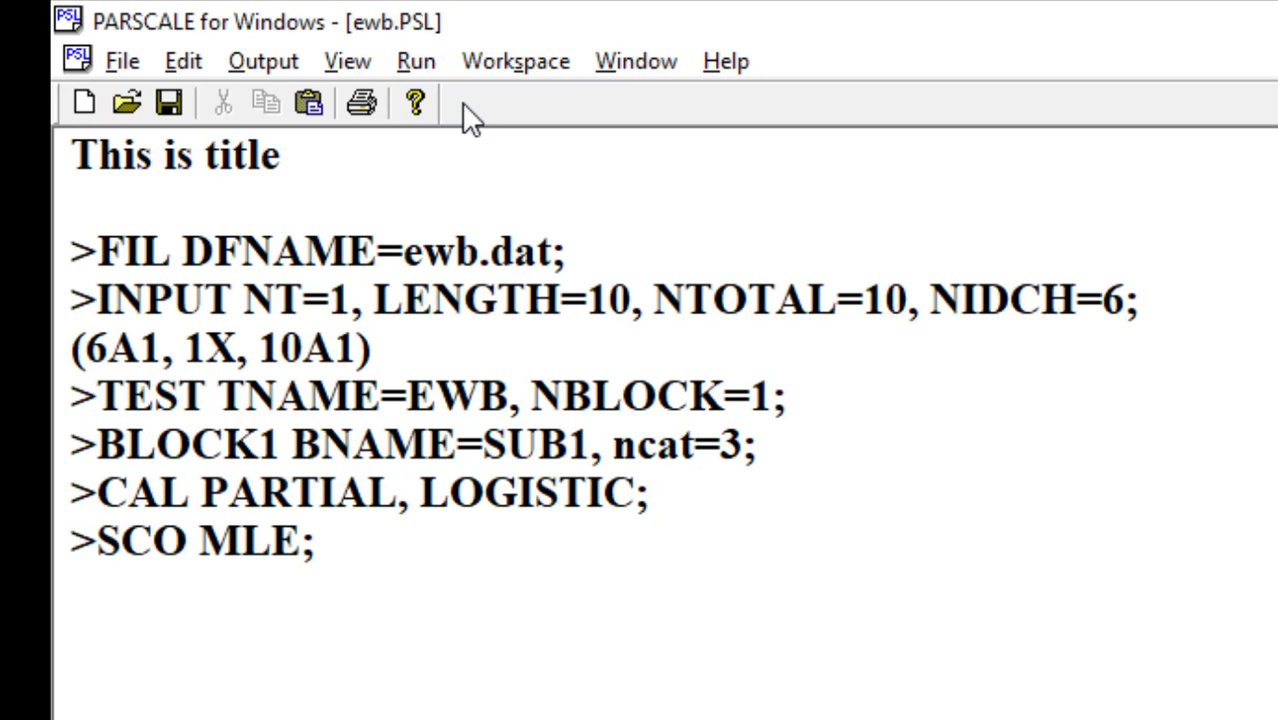 PARSCALE for Windows - [ewb.PSL]
File Edit Output View Run Workspace Window Help
This is title
>FIL DFNAME=ewb.dat;
>INPUT NT=1, LENGTH=10, NTOTAL=10, NIDCH=6;
(6A1, 1X, 10A1)
>TEST TNAME=EWB, NBLOCK=1;
>BLOCK1 BNAME=SUB1, ncat=3;
>CAL PARTIAL, LOGISTIC;
>SCO MLE;